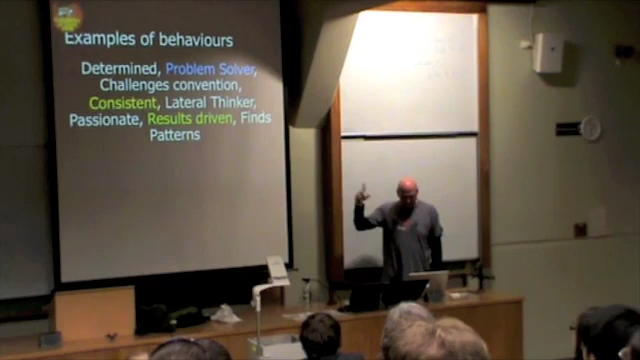 Examples of behaviours
Determined, Problem Solver,
Challenges convention,
Consistent, Lateral Thinker,
Passionate, Results driven, Finds
Patterns